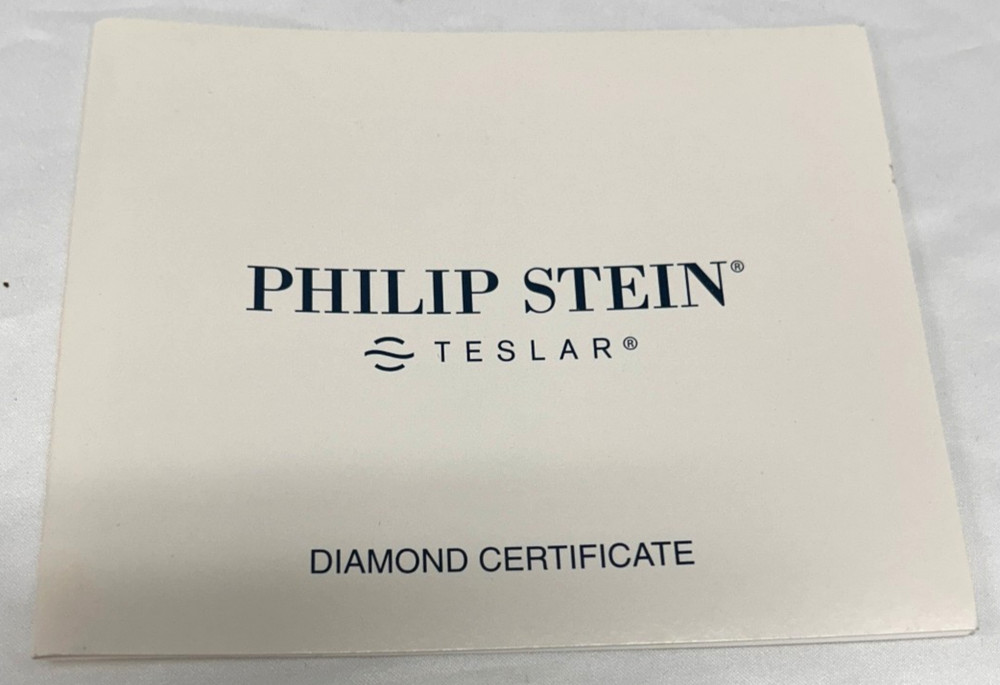 PHILIP STEIN®
TESLAR®
DIAMOND CERTIFICATE